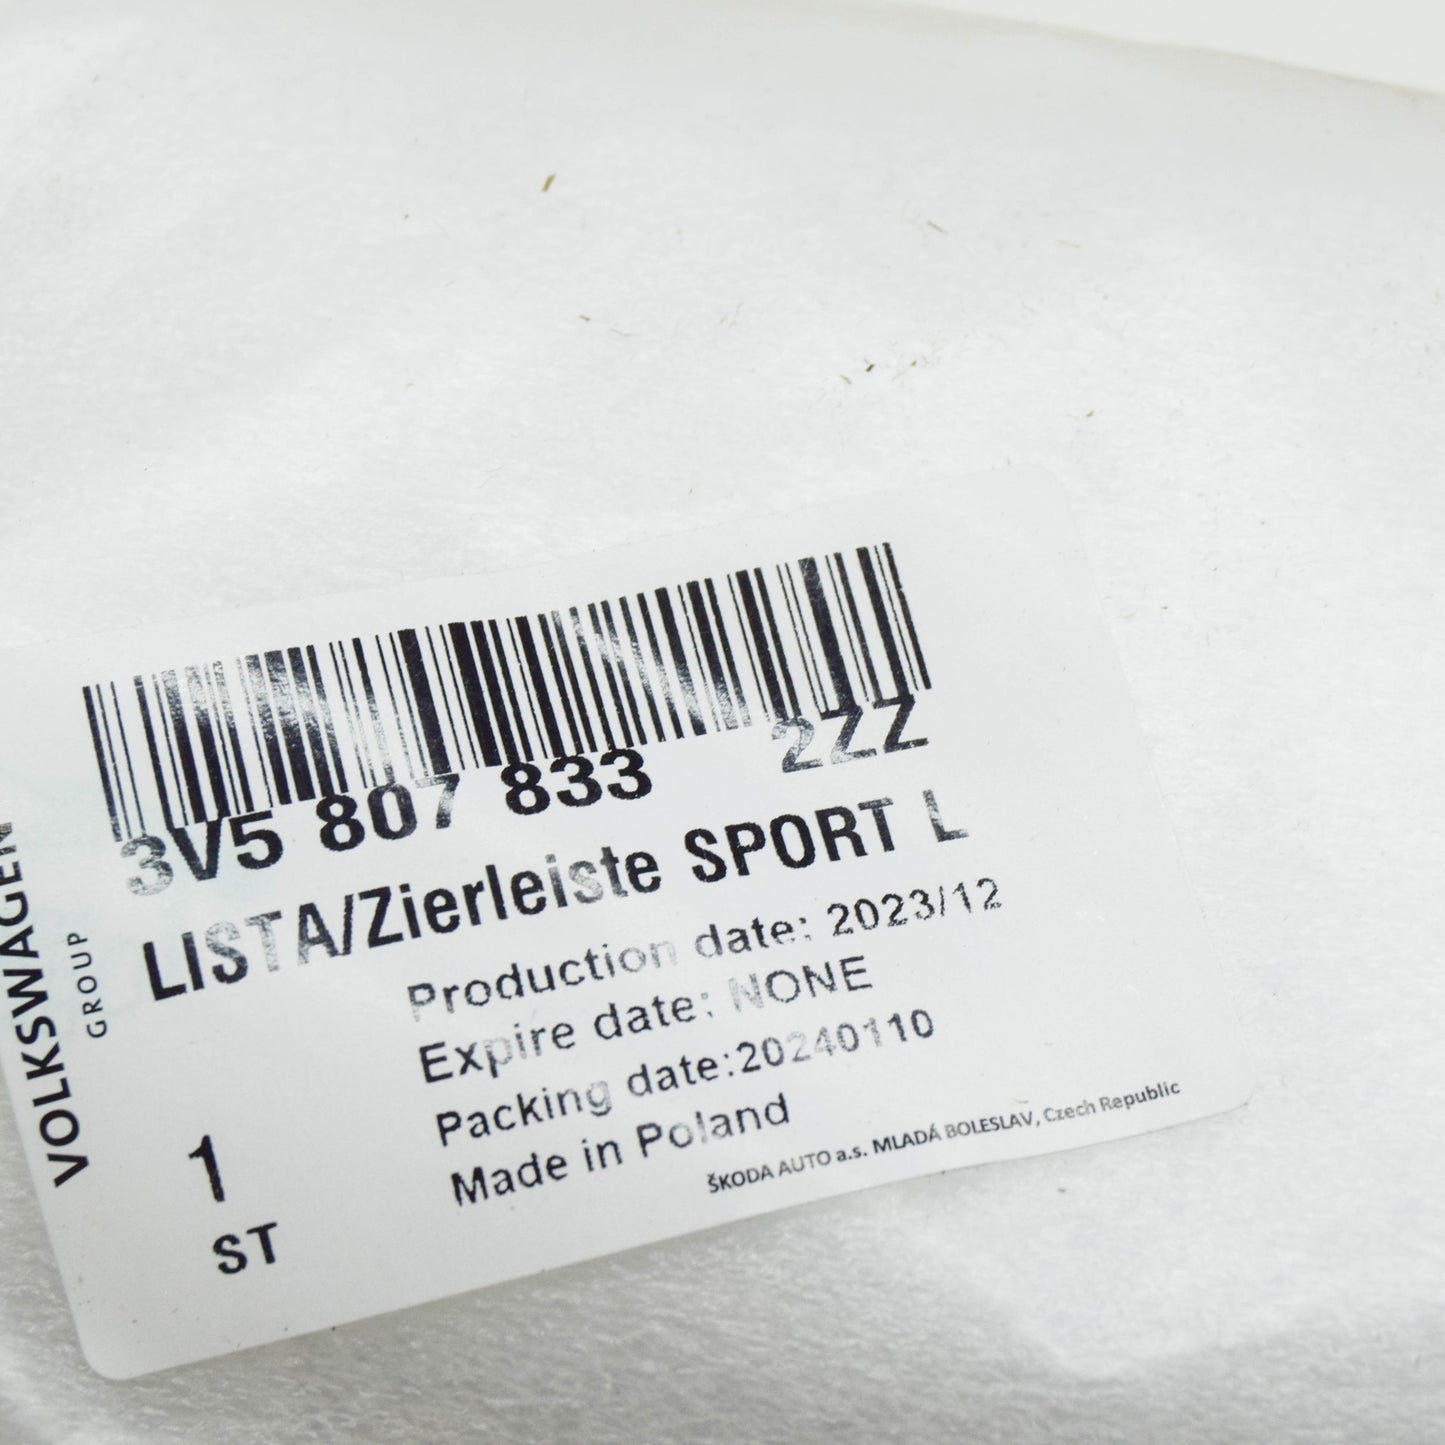 3V5 807 833 2ZZ
LISTA/Zierleiste SPORT L
Production date: 2023/12
Expire date: NONE
Packing date:20240110
Made in Poland
1
ST
ŠKODA AUTO a.s. MLADÁ BOLESLAV, Czech Republic
VOLKSWAGEN
GROUP